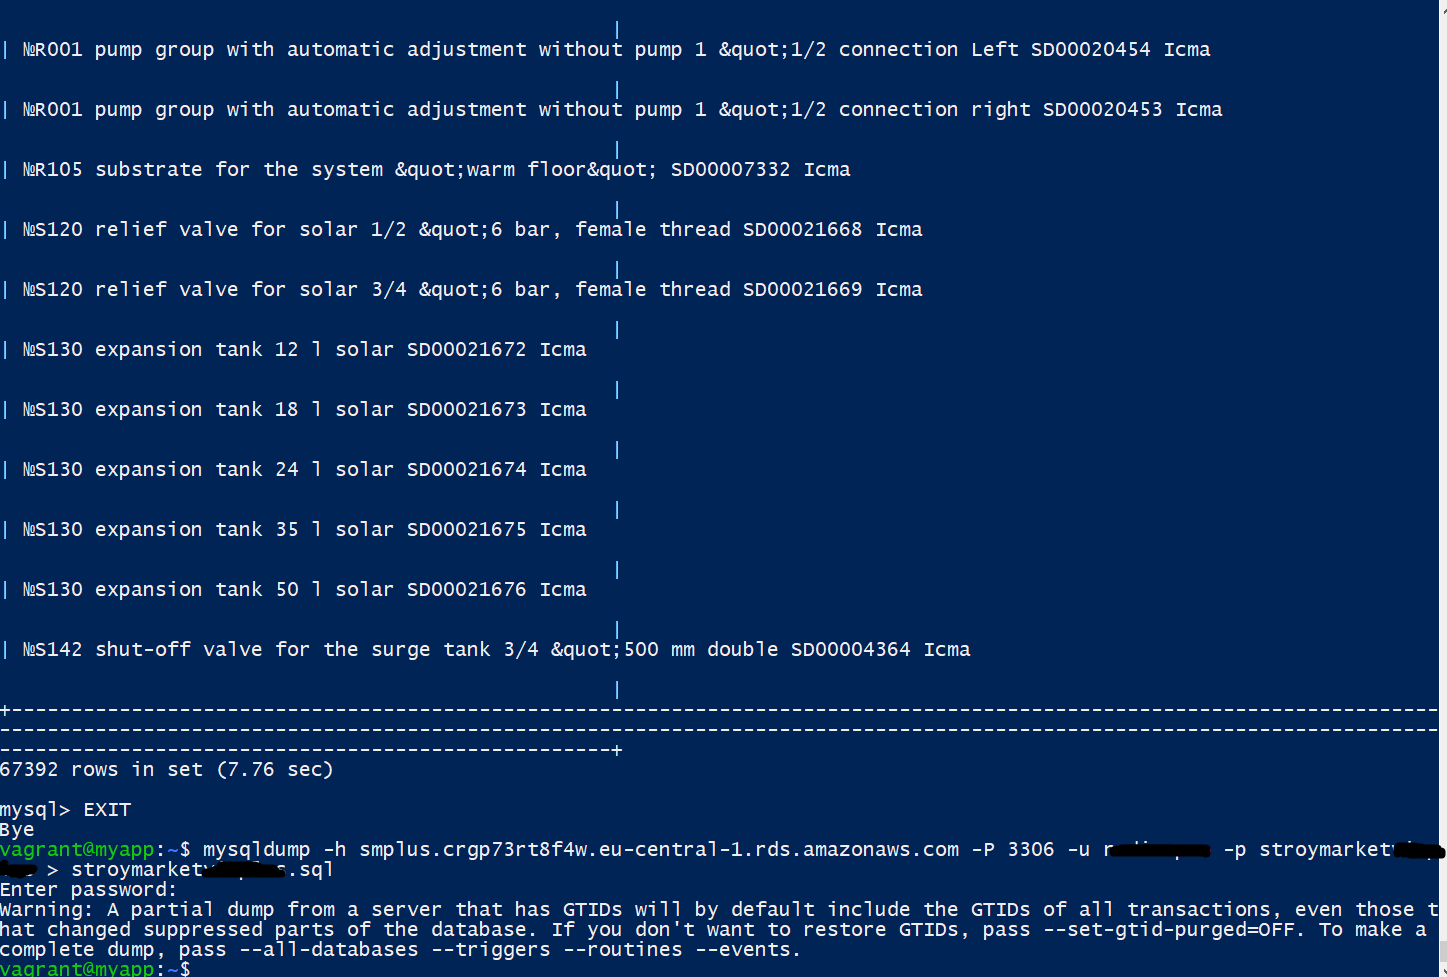 |
| №R001 pump group with automatic adjustment without pump 1 &quot;1/2 connection Left SD00020454 Icma
|
| №R001 pump group with automatic adjustment without pump 1 &quot;1/2 connection right SD00020453 Icma
|
| №R105 substrate for the system &quot;warm floor&quot; SD00007332 Icma
|
| №S120 relief valve for solar 1/2 &quot;6 bar, female thread SD00021668 Icma
|
| №S120 relief valve for solar 3/4 &quot;6 bar, female thread SD00021669 Icma
|
| №S130 expansion tank 12 l solar SD00021672 Icma
|
| №S130 expansion tank 18 l solar SD00021673 Icma
|
| №S130 expansion tank 24 l solar SD00021674 Icma
|
| №S130 expansion tank 35 l solar SD00021675 Icma
|
| №S130 expansion tank 50 l solar SD00021676 Icma
|
| №S142 shut-off valve for the surge tank 3/4 &quot;500 mm double SD00004364 Icma
|
67392 rows in set (7.76 sec)
mysql> EXIT
Bye
vagrant@myapp:~$ mysqldump -h smplus.crgp73rt8f4w.eu-central-1.rds.amazonaws.com -P 3306 -u -p stroymarket
> stroymarket .sql
Enter password:
Warning: A partial dump from a server that has GTIDs will by default include the GTIDs of all transactions, even those t
hat changed suppressed parts of the database. If you don't want to restore GTIDs, pass --set-gtid-purged=OFF. To make a
complete dump, pass --all-databases --triggers --routines --events.
vagrant@myapp:~$